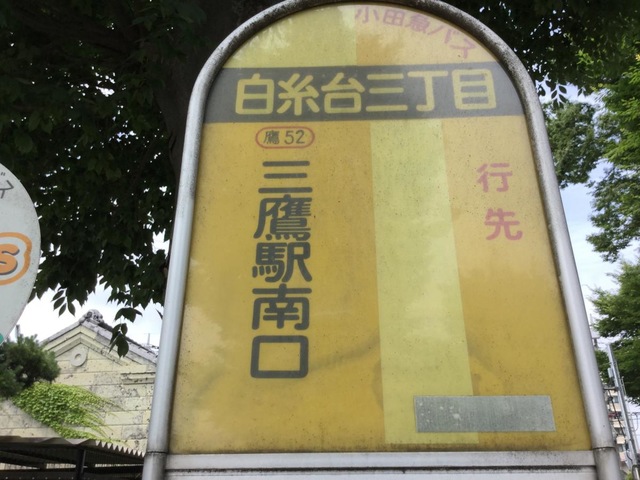 小田急バス
白糸台三丁目
行先
鷹52
三鷹駅南口
ス
s